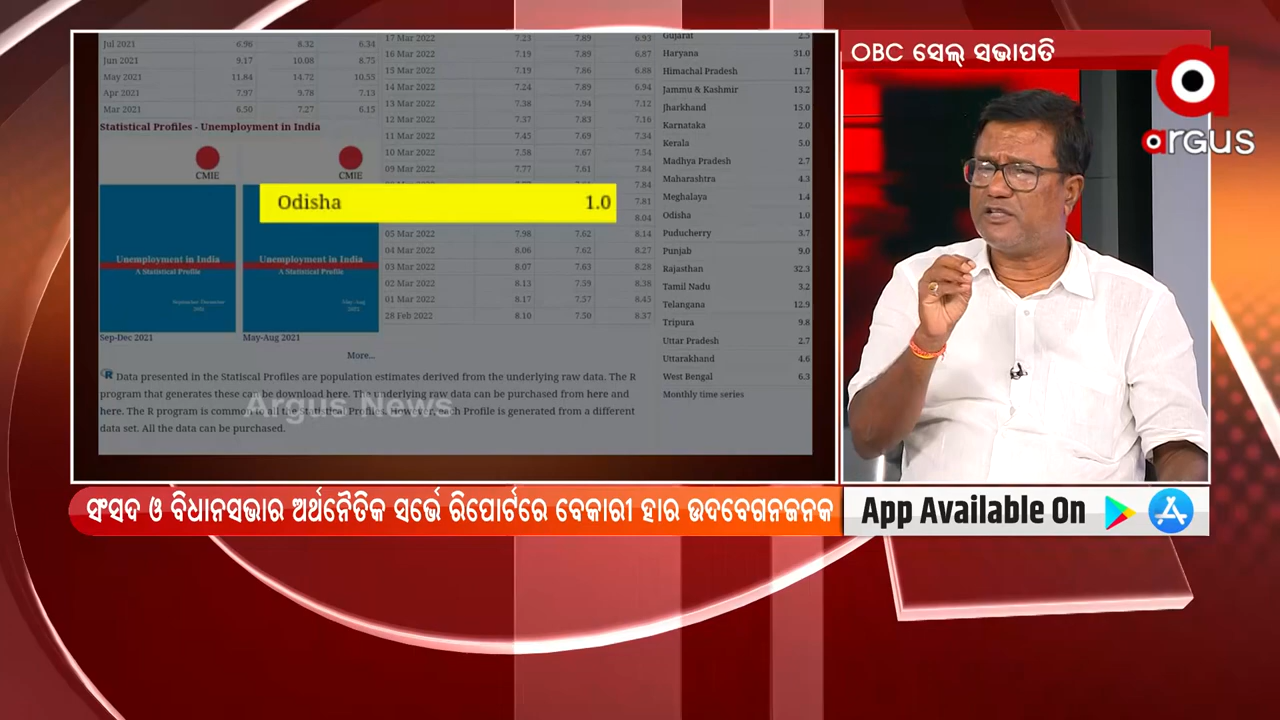 Jul 2021 6.96 8.32 6.34
Jun 2021 9.17 10.08 8.75
May 2021 11.84 14.72 10.55
Apr 2021 7.97 9.78 7.13
Mar 2021 6.50 7.27 6.15
Statistical Profiles - Unemployment in India
CMIE
CMIE
Unemployment in India
A Statistical Profile
September-December
2021
Unemployment in India
A Statistical Profile
May-Aug
2021
Sep-Dec 2021
May-Aug 2021
More...
R Data presented in the Statiscal Profiles are population estimates derived from the underlying raw data. The R
program that generates these can download here. The underlying raw data can be purchased from here and
here. The R program is common to all the Statistical Profiles. However, each Profile is generated from a different
data set. All the data can be purchased.
17 Mar 2022 7.23 7.89 6.93
16 Mar 2022 7.19 7.89 6.87
15 Mar 2022 7.19 7.86 6.88
14 Mar 2022 7.24 7.89 6.94
13 Mar 2022 7.38 7.94 7.12
12 Mar 2022 7.37 7.83 7.16
11 Mar 2022 7.45 7.69 7.34
10 Mar 2022 7.58 7.67 7.54
09 Mar 2022 7.77 7.61 7.84
7.84
7.81
8.04
05 Mar 2022 7.98 7.62 8.14
04 Mar 2022 8.06 7.62 8.27
03 Mar 2022 8.07 7.63 8.28
02 Mar 2022 8.13 7.59 8.38
01 Mar 2022 8.17 7.57 8.45
28 Feb 2022 8.10 7.50 8.37
Odisha 1.0
Gujarat 2.5
Haryana 31.0
Himachal Pradesh 11.7
Jammu & Kashmir 13.2
Jharkhand 15.0
Karnataka 2.0
Kerala 5.0
Madhya Pradesh 2.7
Maharashtra 4.3
Meghalaya 1.4
Odisha 1.0
Puducherry 3.7
Punjab 9.0
Rajasthan 32.3
Tamil Nadu 3.2
Telangana 12.9
Tripura 9.8
Uttar Pradesh 2.7
Uttarakhand 4.6
West Bengal 6.3
Monthly time series
Argus News
OBC ସେଲ୍ ସଭାପତି
argus
ସଂସଦ ଓ ବିଧାନସଭାର ଅର୍ଥନୈତିକ ସର୍ଭେ ରିପୋର୍ଟରେ ବେକାରୀ ହାର ଉଦବେଗନଜନକ
App Available On